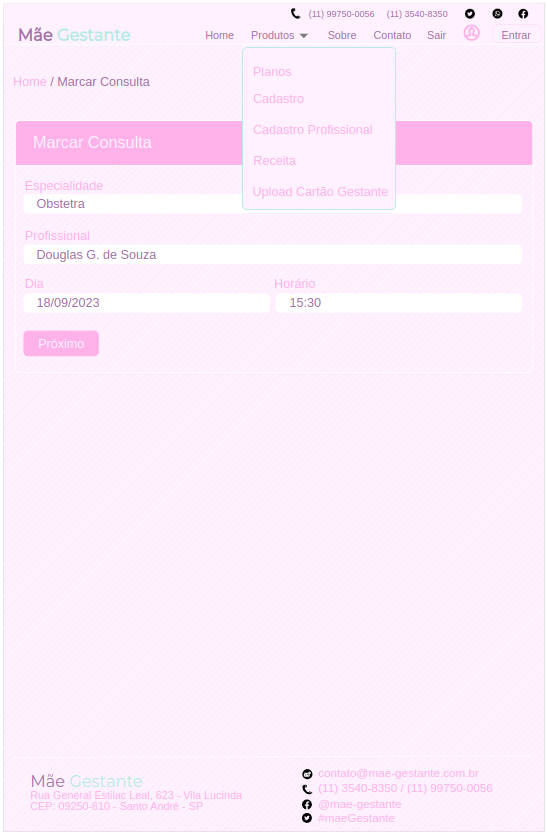 (11) 99750-0056 (11) 3540-8350
Mãe Gestante
Home Produtos Sobre Contato Sair Entrar
Planos
Cadastro
Cadastro Profissional
Receita
Upload Cartão Gestante
Home / Marcar Consulta
Marcar Consulta
Especialidade
Obstetra
Profissional
Douglas G. de Souza
Dia Horário
18/09/2023 15:30
Próximo
Mãe Gestante
Rua General Estilac Leal, 623 - Vila Lucinda
CEP: 09250-610 - Santo André - SP
contato@mae-gestante.com.br
(11) 3540-8350 / (11) 99750-0056
@mae-gestante
#maeGestante